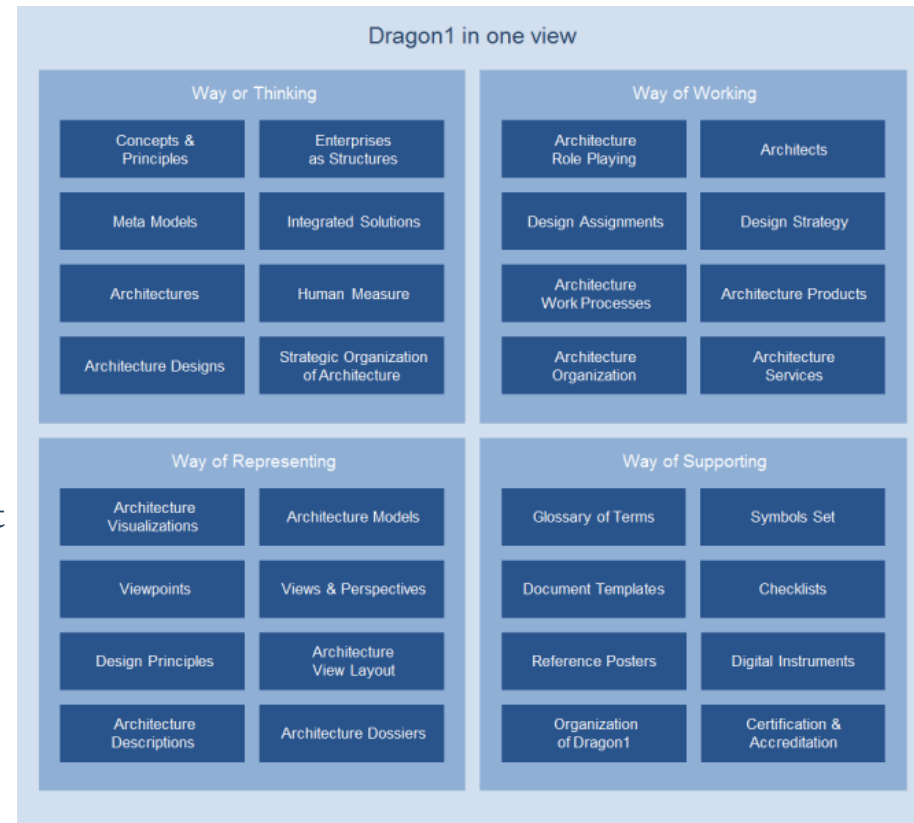 Dragon1 in one view
Way or Thinking
Concepts &
Principles
Enterprises
as Structures
Meta Models
Integrated Solutions
Architectures
Human Measure
Architecture Designs
Strategic Organization
of Architecture
Way of Working
Architecture
Role Playing
Architects
Design Assignments
Design Strategy
Architecture
Work Processes
Architecture Products
Architecture
Organization
Architecture
Services
Way of Representing
Architecture
Visualizations
Architecture Models
Viewpoints
Views & Perspectives
Design Principles
Architecture
View Layout
Architecture
Descriptions
Architecture Dossiers
Way of Supporting
Glossary of Terms
Symbols Set
Document Templates
Checklists
Reference Posters
Digital Instruments
Organization
of Dragon1
Certification &
Accreditation